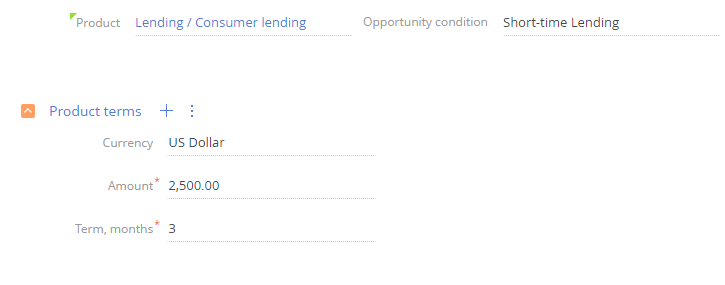 Product Lending / Consumer lending Opportunity condition Short-time Lending
Product terms
Currency US Dollar
Amount* 2,500.00
Term, months* 3